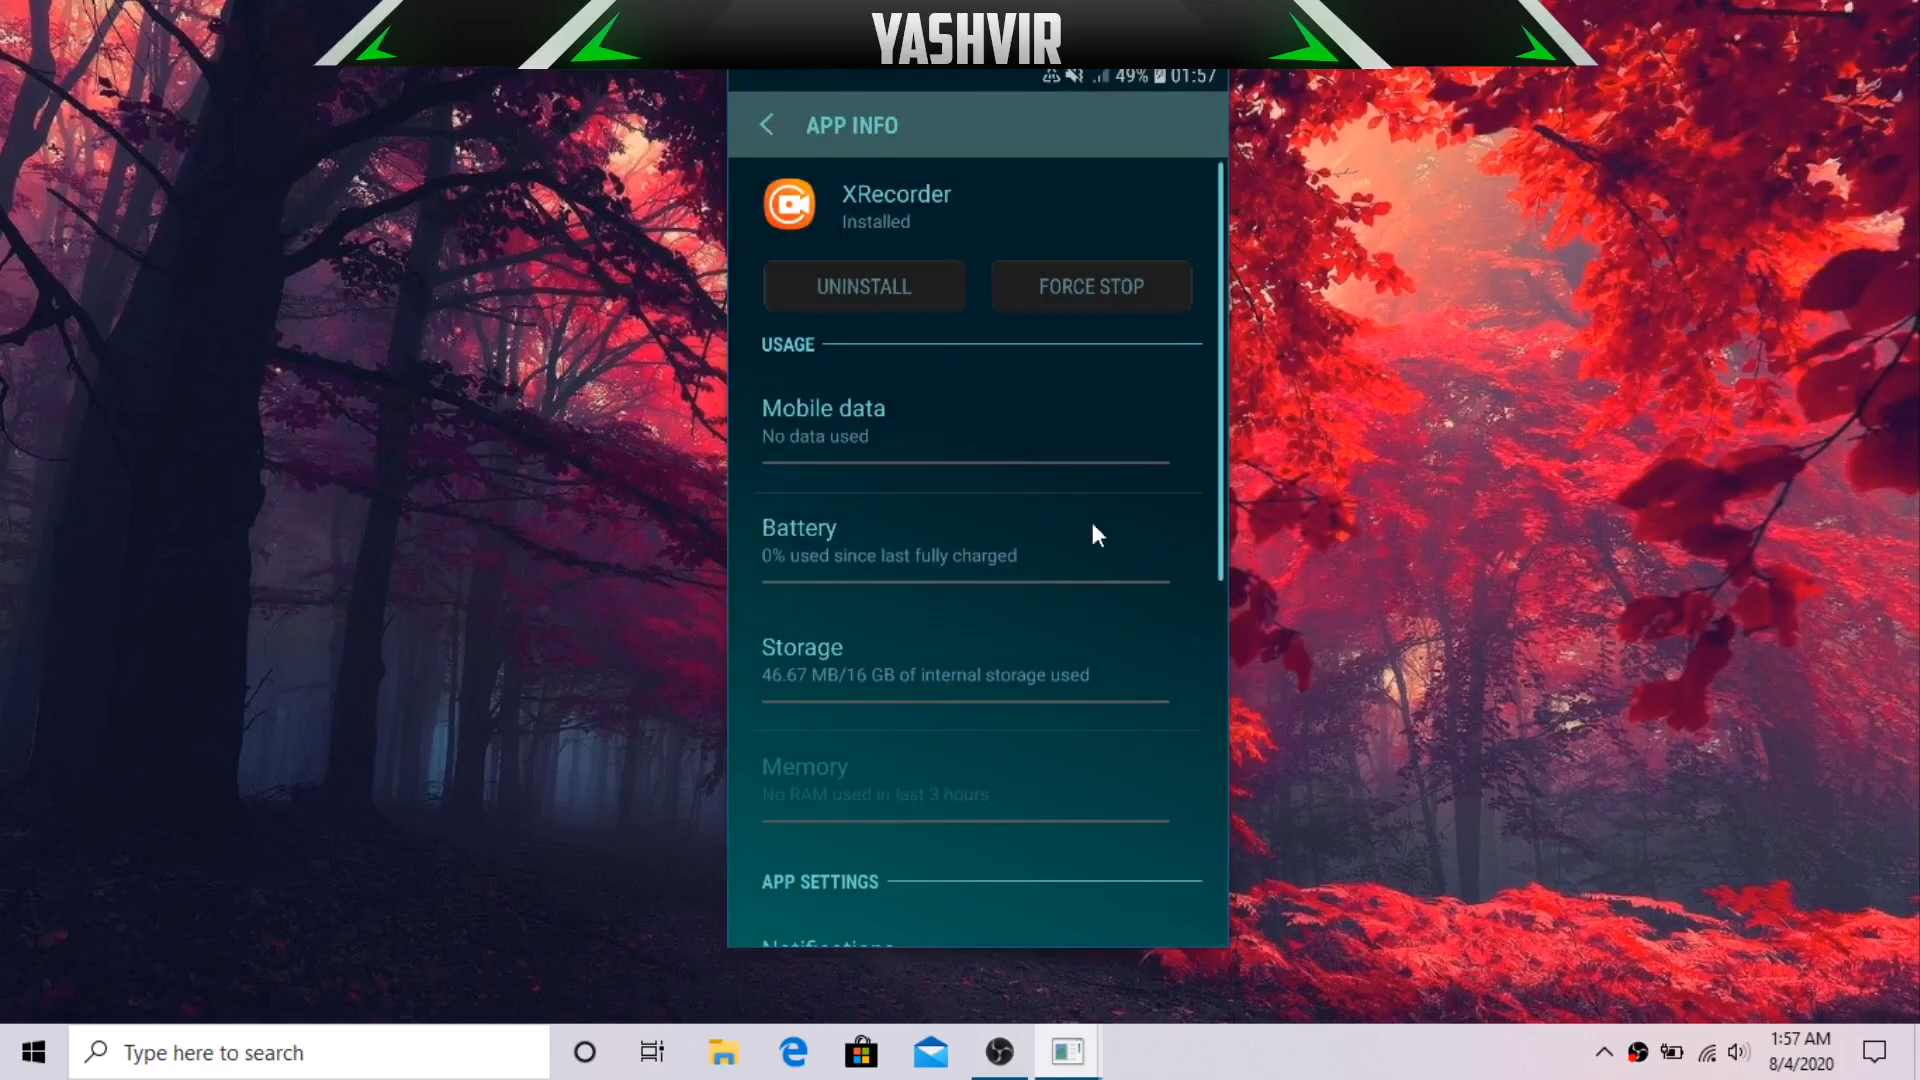 YASHVIR
49% 01:57
APP INFO
XRecorder
Installed
UNINSTALL
FORCE STOP
USAGE
Mobile data
No data used
Battery
0% used since last fully charged
Storage
46.67 MB/16 GB of internal storage used
Memory
No RAM used in last 3 hours
APP SETTINGS
Notifications
Type here to search
1:57 AM
8/4/2020